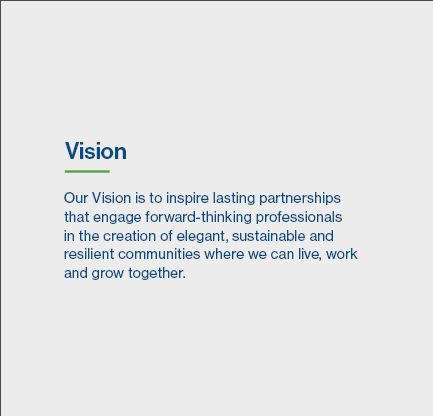 Vision
Our Vision is to inspire lasting partnerships
that engage forward-thinking professionals
in the creation of elegant, sustainable and
resilient communities where we can live, work
and grow together.